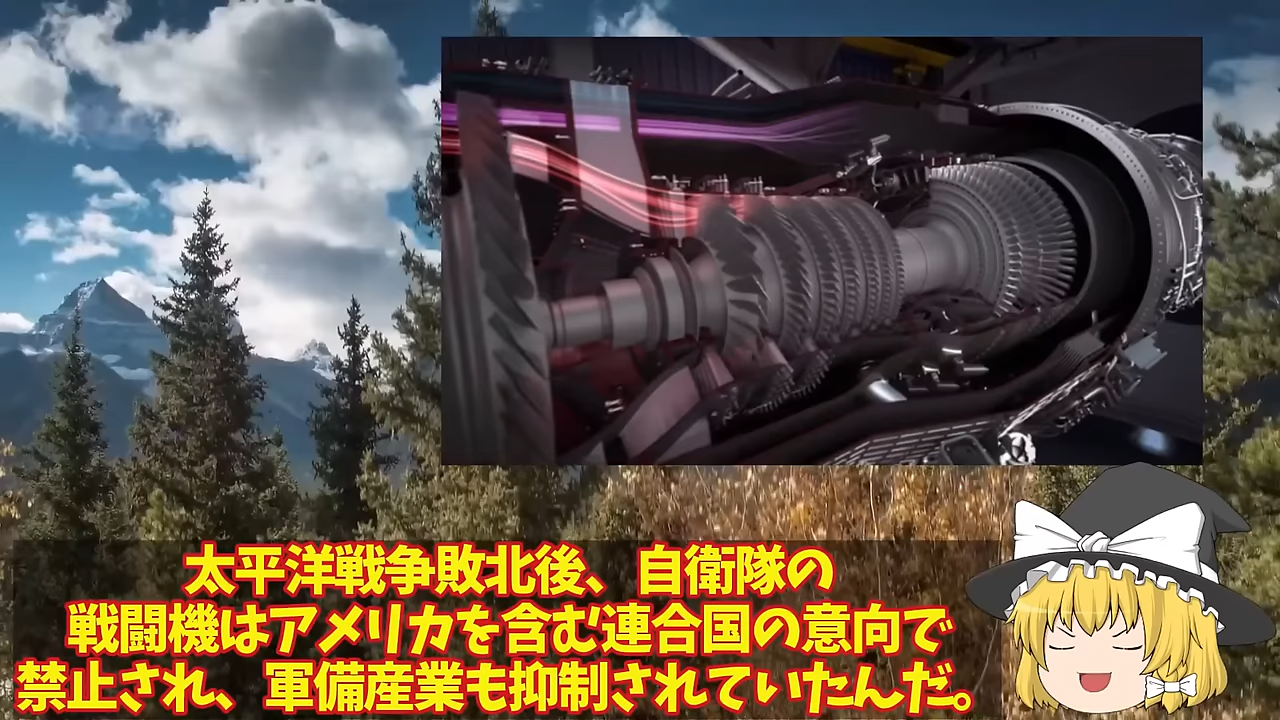 太平洋戦争敗北後、自衛隊の
戦闘機はアメリカを含む連合国の意向で
禁止され、軍備産業も抑制されていたんだ。